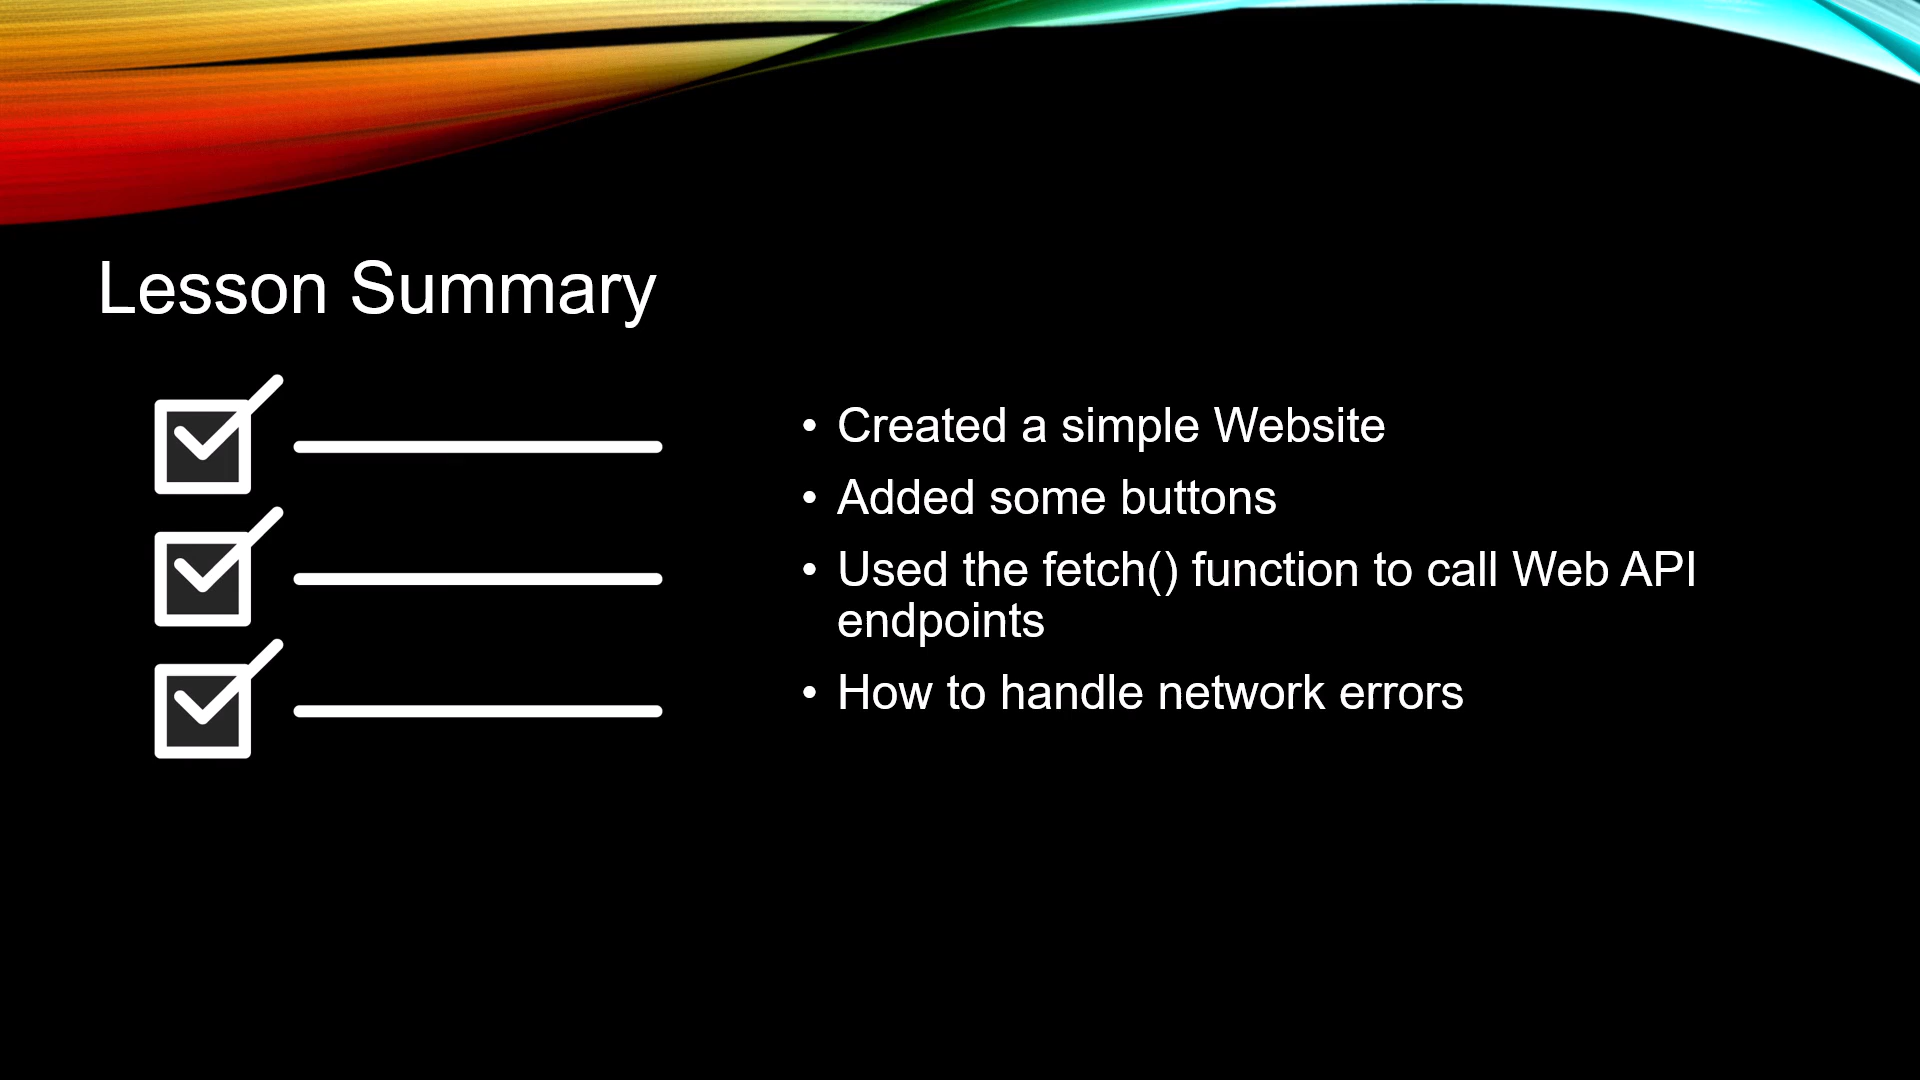 Lesson Summary
• Created a simple Website
• Added some buttons
• Used the fetch() function to call Web API
endpoints
• How to handle network errors